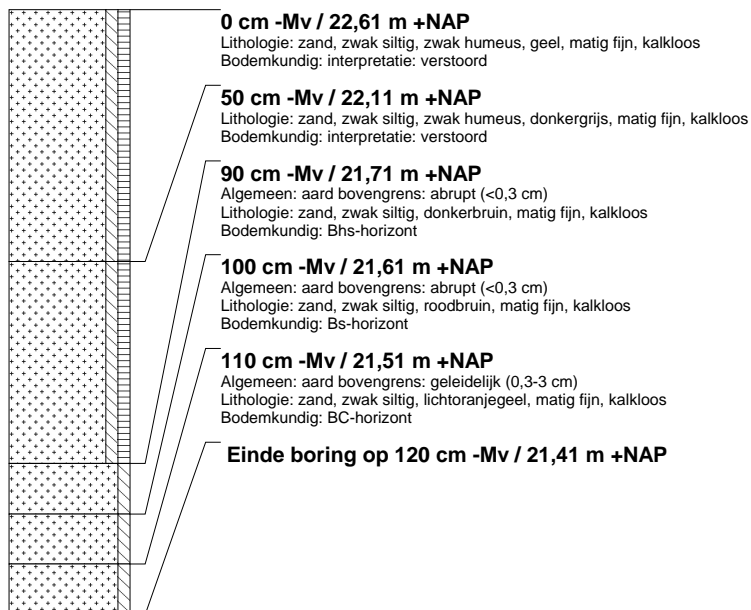 0 cm -Mv / 22,61 m +NAP
Lithologie: zand, zwak siltig, zwak humeus, geel, matig fijn, kalkloos
Bodemkundig: interpretatie: verstoord
50 cm -Mv / 22,11 m +NAP
Lithologie: zand, zwak siltig, zwak humeus, donkergrijs, matig fijn, kalkloos
Bodemkundig: interpretatie: verstoord
90 cm -Mv / 21,71 m +NAP
Algemeen: aard bovengrens: abrupt (<0,3 cm)
Lithologie: zand, zwak siltig, donkerbruin, matig fijn, kalkloos
Bodemkundig: Bhs-horizont
100 cm -Mv / 21,61 m +NAP
Algemeen: aard bovengrens: abrupt (<0,3 cm)
Lithologie: zand, zwak siltig, roodbruin, matig fijn, kalkloos
Bodemkundig: Bs-horizont
110 cm -Mv / 21,51 m +NAP
Algemeen: aard bovengrens: geleidelijk (0,3-3 cm)
Lithologie: zand, zwak siltig, lichtoranjegeel, matig fijn, kalkloos
Bodemkundig: BC-horizont
Einde boring op 120 cm -Mv / 21,41 m +NAP